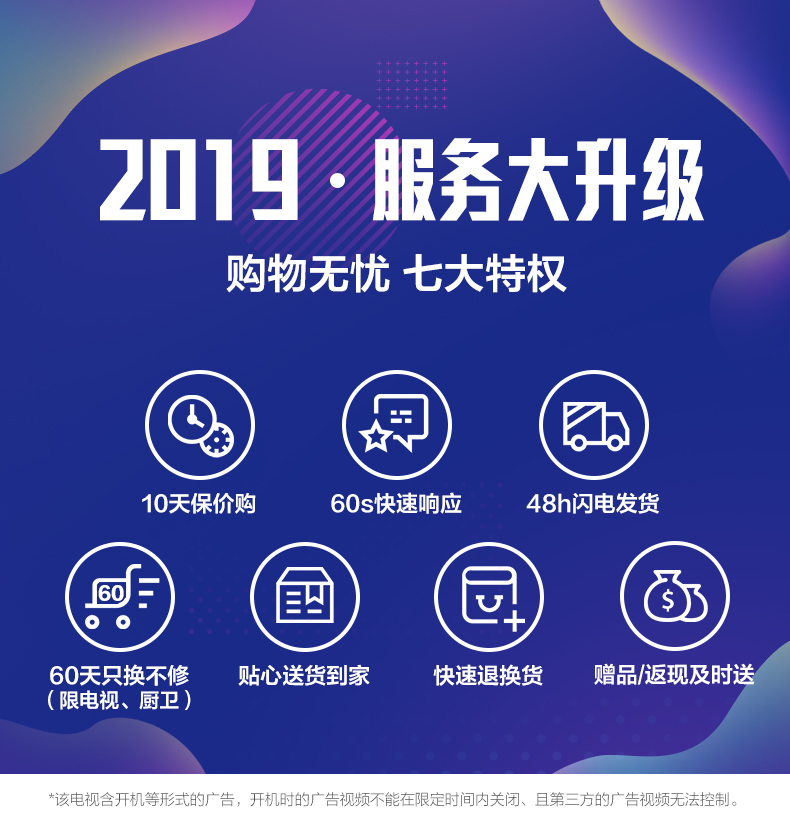 2019·服务大升级
购物无忧 七大特权
10天保价购
60s快速响应
48h闪电发货
60
60天只换不修
（限电视、厨卫）
贴心送货到家
快速退换货
$
赠品/返现及时送
*该电视含开机等形式的广告，开机时的广告视频不能在限定时间内关闭、且第三方的广告视频无法控制。